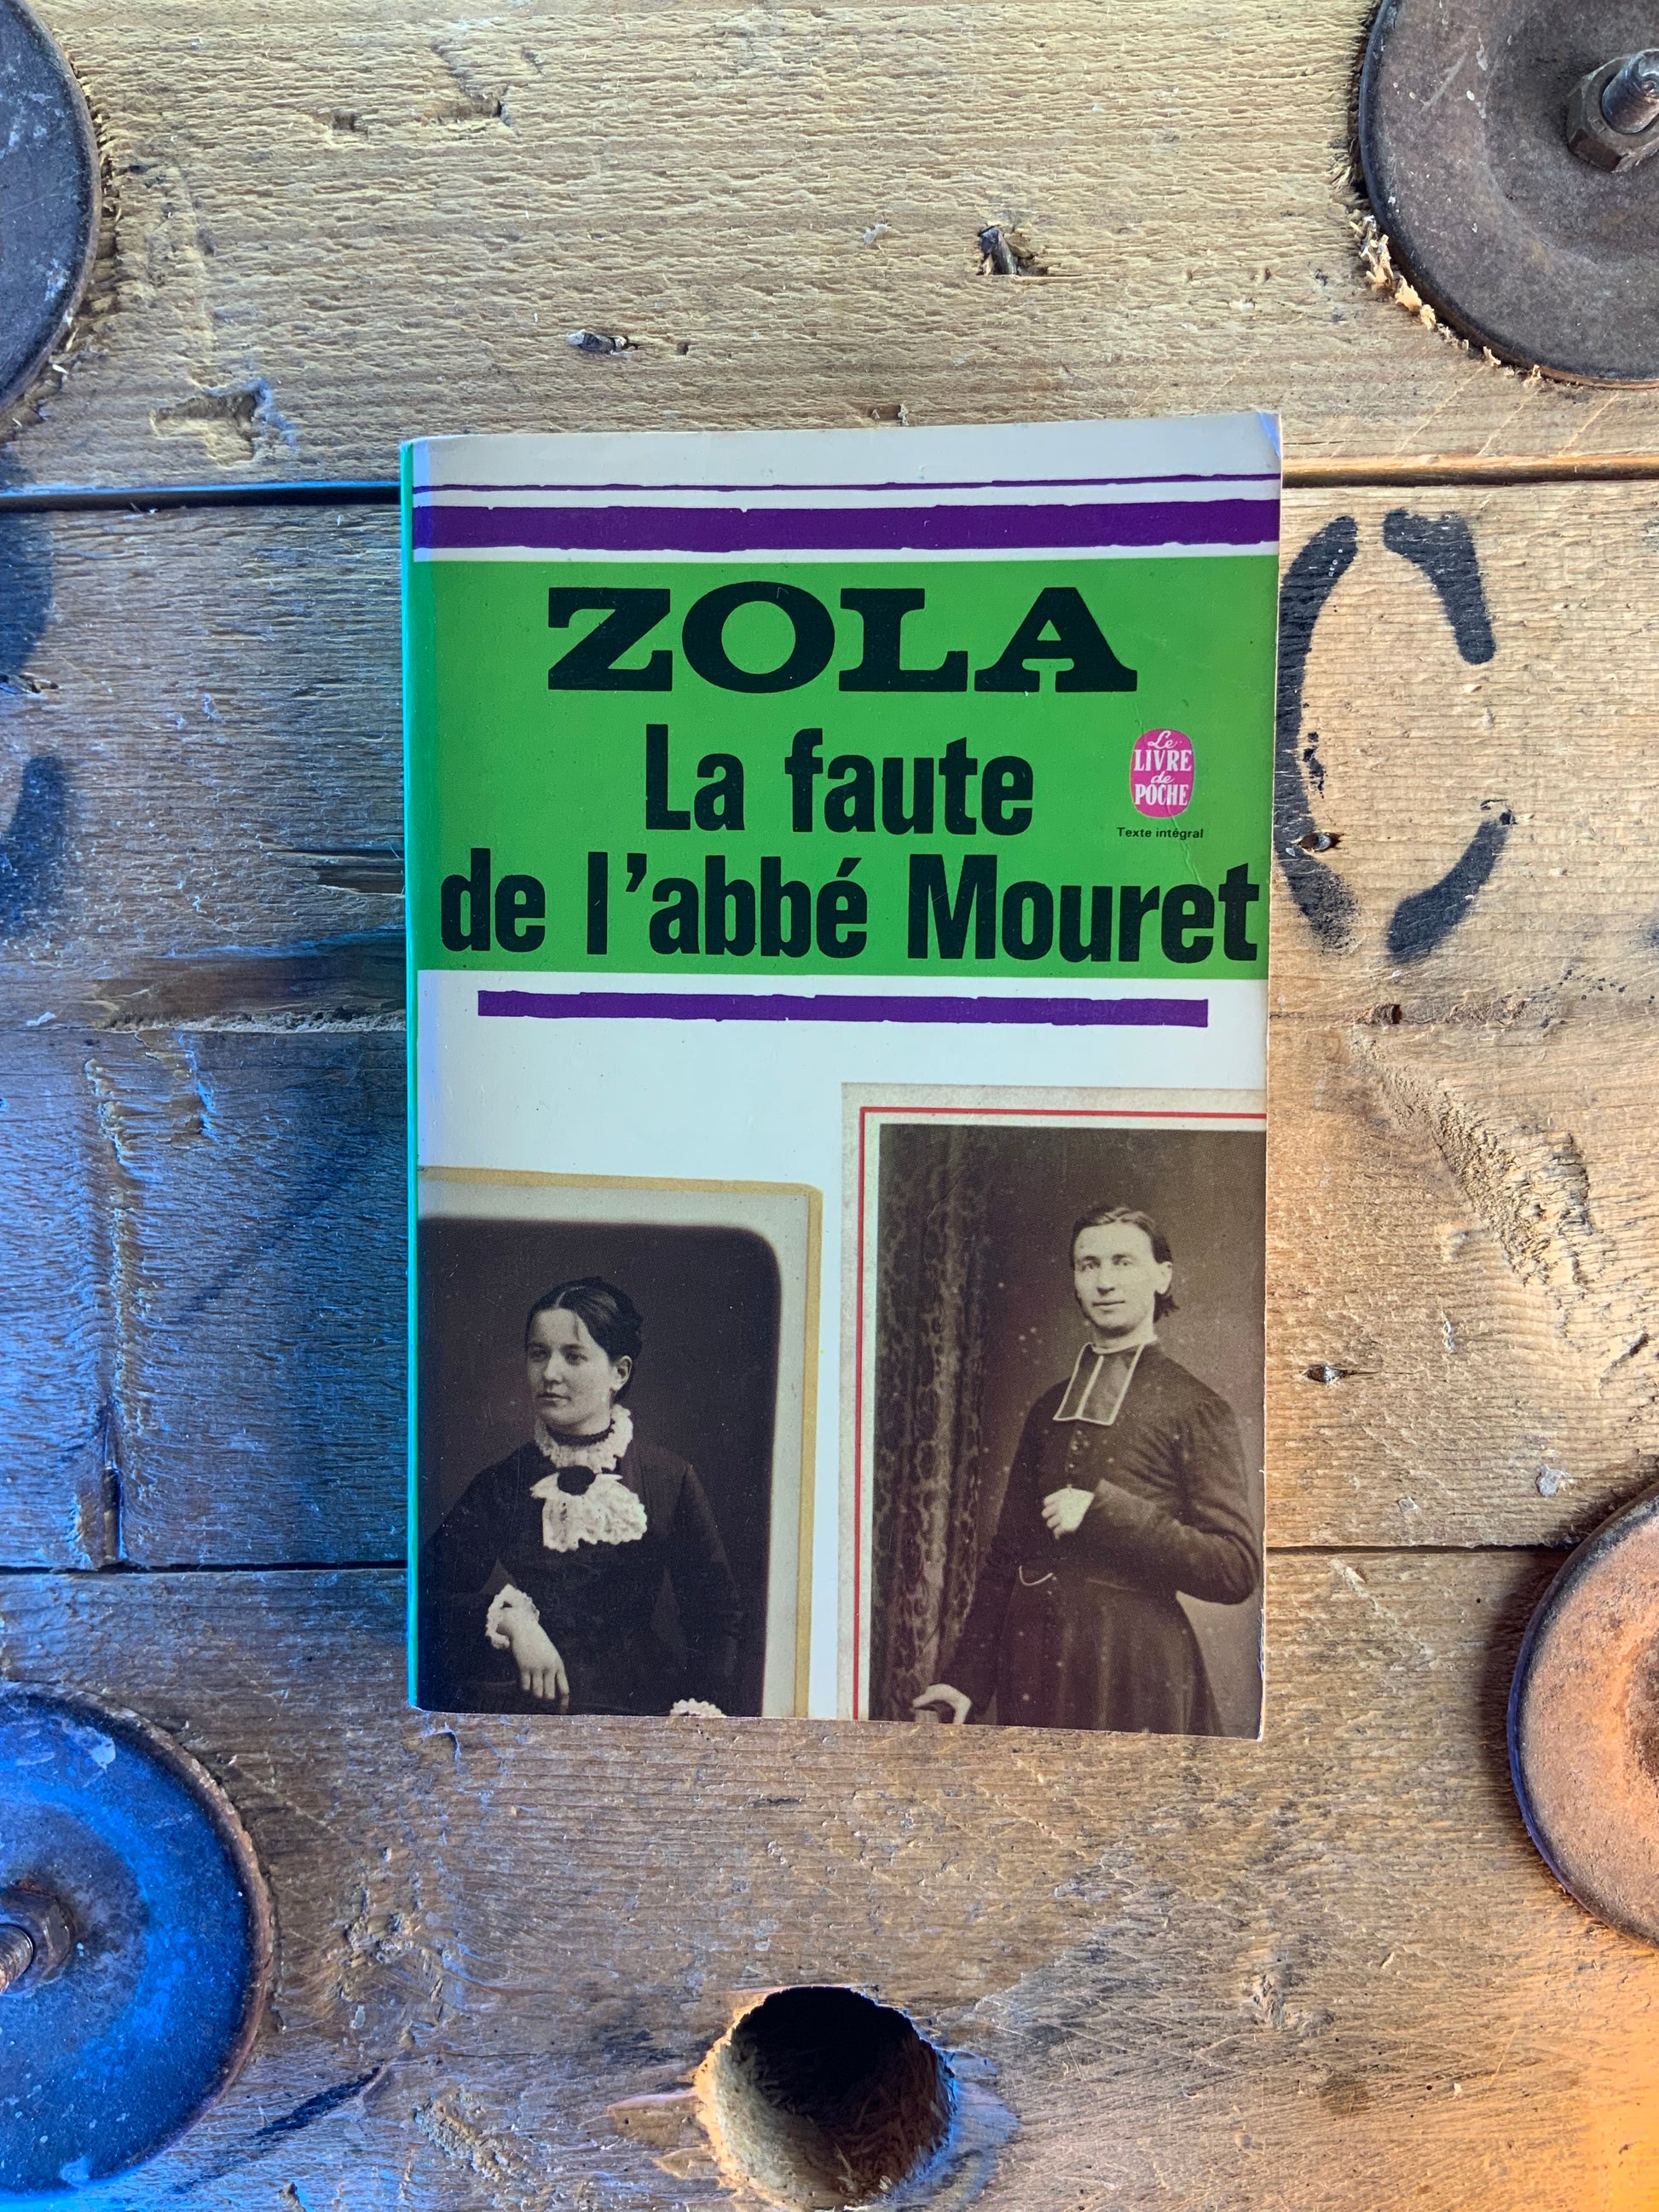 ZOLA
La faute
de l'abbé Mouret
Le
LIVRE
de
POCHE
Texte intégral